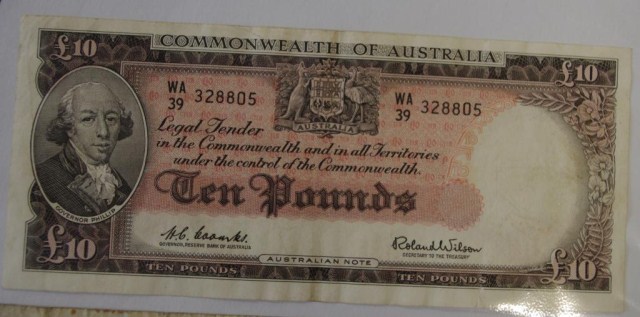 £10
COMMONWEALTH OF AUSTRALIA
£10
WA
39 328805
WA
39 328805
AUSTRALIA
Legal Tender
in the Commonwealth and in all Territories
under the control of the Commonwealth.
Ten Pounds
GOVERNOR PHILLIP
H.C. Coombs.
GOVERNOR, RESERVE BANK OF AUSTRALIA
Roland Wilson
SECRETARY TO THE TREASURY
£10
TEN POUNDS
AUSTRALIAN NOTE
TEN POUNDS
£10